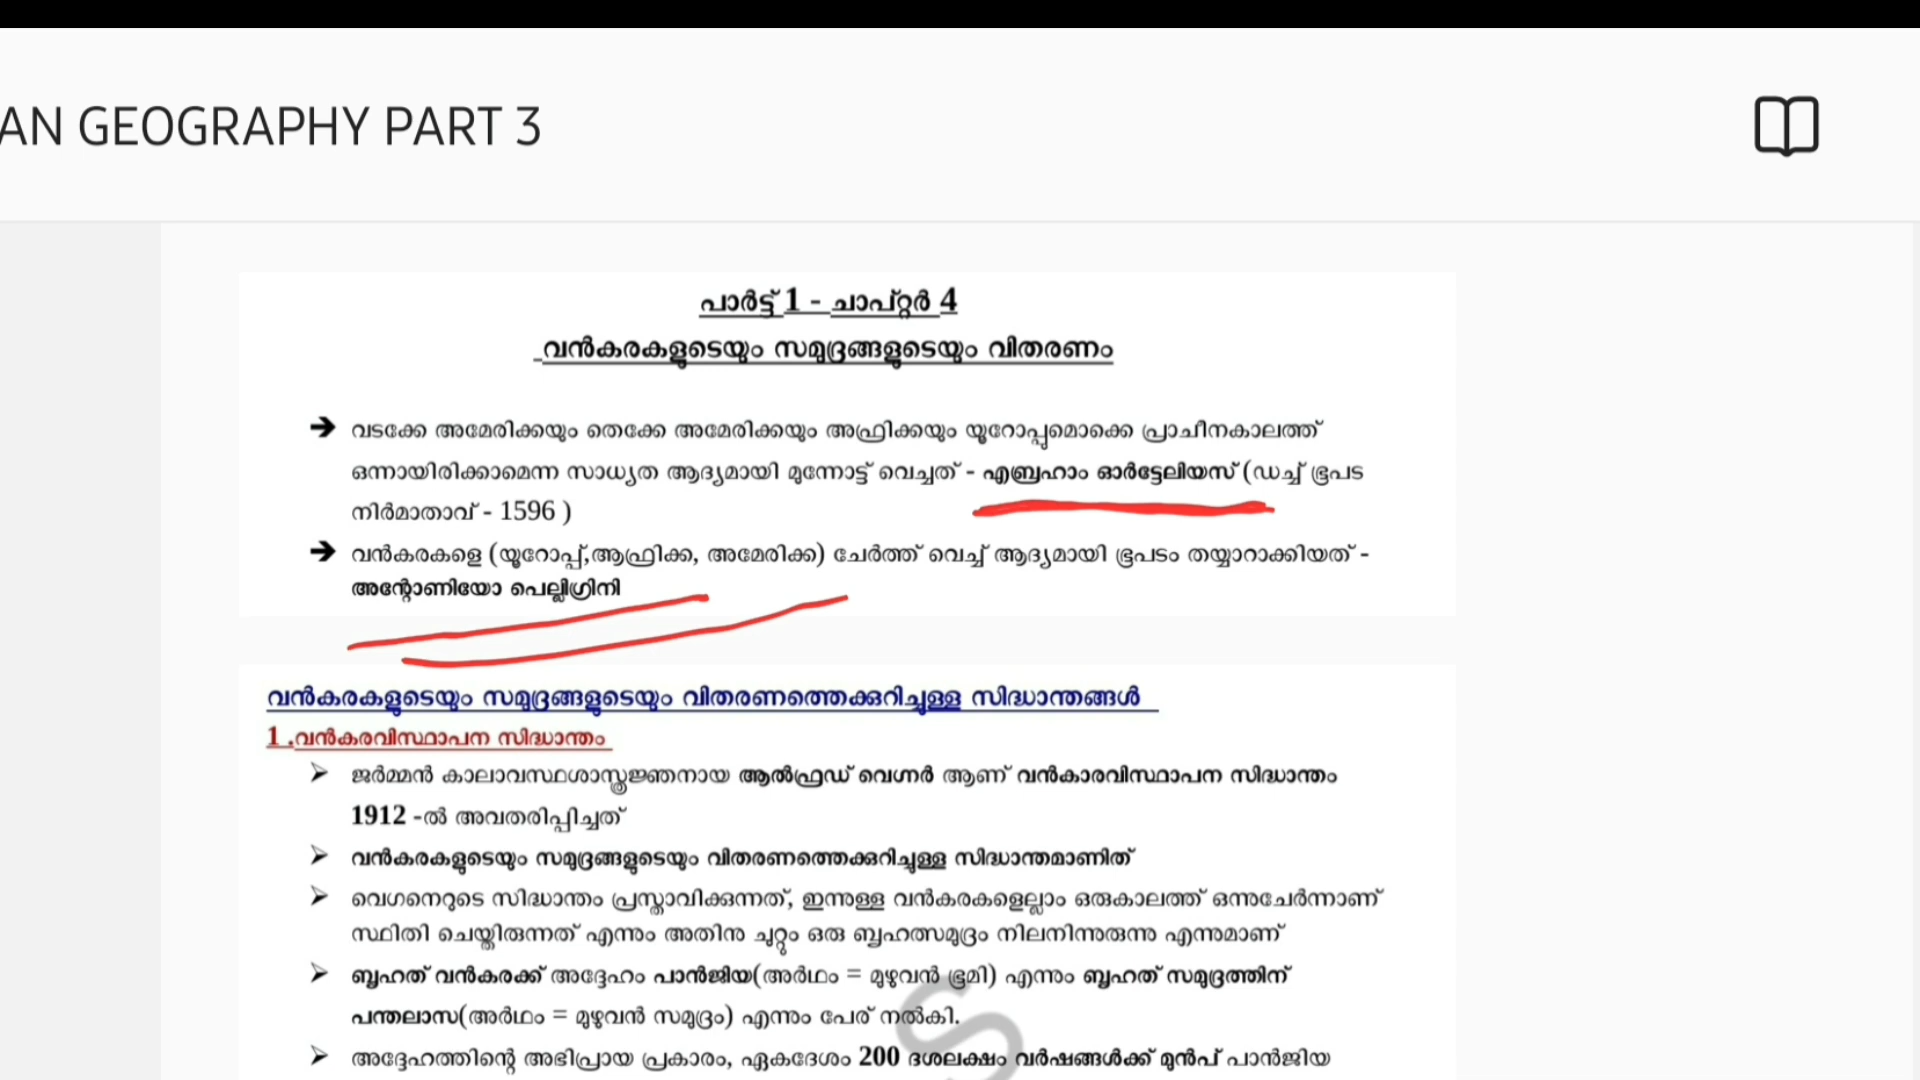 AN GEOGRAPHY PART 3
പാർട്ട് 1 - ചാപ്റ്റർ 4
വൻകരകളുടെയും സമുദ്രങ്ങളുടെയും വിതരണം
➔ വടക്കേ അമേരിക്കയും തെക്കേ അമേരിക്കയും അഫ്രിക്കയും യൂറോപ്പുമൊക്കെ പ്രാചീനകാലത്ത്
ഒന്നായിരിക്കാമെന്ന സാധ്യത ആദ്യമായി മുന്നോട്ട് വെച്ചത് - എബ്രഹാം ഓർട്ടേലിയസ് (ഡച്ച് ഭൂപട
നിർമാതാവ് - 1596 )
➔ വൻകരകളെ (യൂറോപ്പ്,ആഫ്രിക്ക, അമേരിക്ക) ചേർത്ത് വെച്ച് ആദ്യമായി ഭൂപടം തയ്യാറാക്കിയത് -
അന്റോണിയോ പെല്ലിഗ്രിനി
വൻകരകളുടെയും സമുദ്രങ്ങളുടെയും വിതരണത്തെക്കുറിച്ചുള്ള സിദ്ധാന്തങ്ങൾ
1 .വൻകരവിസ്ഥാപന സിദ്ധാന്തം
➢ ജർമ്മൻ കാലാവസ്ഥശാസ്ത്രജ്ഞനായ ആൽഫ്രഡ് വെഗ്നർ ആണ് വൻകാരവിസ്ഥാപന സിദ്ധാന്തം
1912 -ൽ അവതരിപ്പിച്ചത്
➢ വൻകരകളുടെയും സമുദ്രങ്ങളുടെയും വിതരണത്തെക്കുറിച്ചുള്ള സിദ്ധാന്തമാണിത്
➢ വെഗനെറുടെ സിദ്ധാന്തം പ്രസ്താവിക്കുന്നത്, ഇന്നുള്ള വൻകരകളെല്ലാം ഒരുകാലത്ത് ഒന്നുചേർന്നാണ്
സ്ഥിതി ചെയ്തിരുന്നത് എന്നും അതിനു ചുറ്റും ഒരു ബൃഹത്സമുദ്രം നിലനിന്നുരുന്നു എന്നുമാണ്
➢ ബൃഹത് വൻകരക്ക് അദ്ദേഹം പാൻജിയ(അർഥം = മുഴുവൻ ഭൂമി) എന്നും ബൃഹത് സമുദ്രത്തിന്
പന്തലാസ(അർഥം = മുഴുവൻ സമുദ്രം) എന്നും പേര് നൽകി.
➢ അദ്ദേഹത്തിന്റെ അഭിപ്രായ പ്രകാരം, ഏകദേശം 200 ദശലക്ഷം വർഷങ്ങൾക്ക് മുൻപ് പാൻജിയ
S